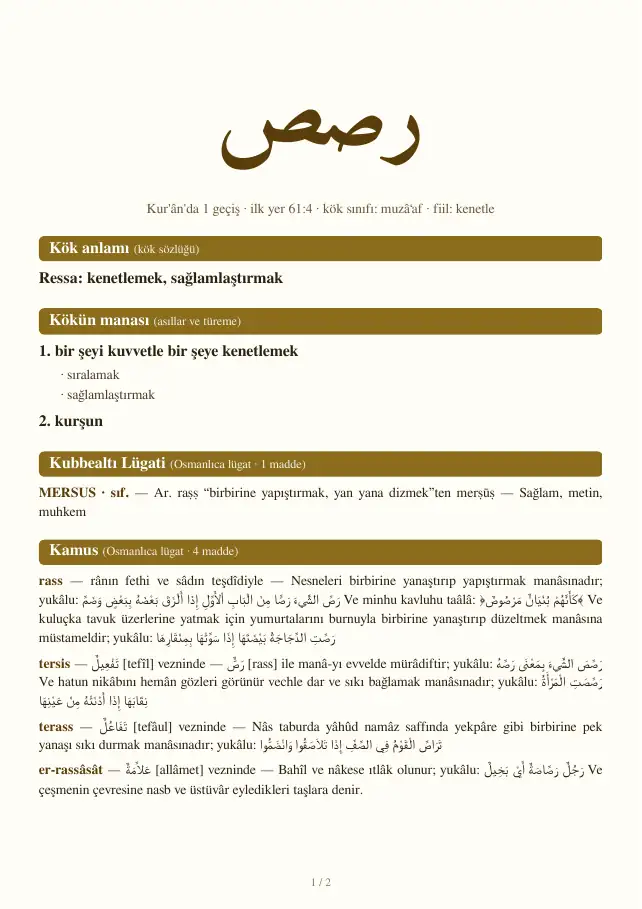 رصص
Kur'ân'da 1 geçiş · ilk yer 61:4 · kök sınıfı: muzâ'af · fiil: kenetle
Kök anlamı (kök sözlüğü)
Ressa: kenetlemek, sağlamlaştırmak
Kökün manası (asıllar ve türeme)
1. bir şeyi kuvvetle bir şeye kenetlemek
· sıralamak
· sağlamlaştırmak
2. kurşun
Kubbealtı Lügati (Osmanlıca lügat · 1 madde)
MERSUS · sıf. — Ar. raṣṣ “birbirine yapıştırmak, yan yana dizmek”ten merṣūṣ — Sağlam, metin,
muhkem
Kamus (Osmanlıca lügat · 4 madde)
rass — rânın fethi ve sâdın teşdîdiyle — Nesneleri birbirine yanaştırıp yapıştırmak manâsınadır;
yukâlu: رَصَّ الشَّيْءَ رَصًّا مِنَ الْبَابِ الْأَوَّلِ إِذَا أَلْزَقَ بَعْضَهُ بِبَعْضٍ وَضَمَّ Ve minhu kavluhu taâlâ: ﴿كَأَنَّهُمْ بُنْيَانٌ مَرْصُوصٌ﴾ Ve
kuluçka tavuk üzerlerine yatmak için yumurtalarını burnuyla birbirine yanaştırıp düzeltmek manâsına
müstameldir; yukâlu: رَصَّتِ الدَّجَاجَةُ بَيْضَتَهَا إِذَا سَوَّتْهَا بِمِنْقَارِهَا
tersis — تَفْعِيلٌ [tefîl] vezninde — رَصٌّ [rass] ile manâ-yı evvelde mürâdiftir; yukâlu: رَصَّصَ الشَّيْءَ بِمَعْنَى رَصَّهُ
Ve hatun nikâbını hemân gözleri görünür vechle dar ve sıkı bağlamak manâsınadır; yukâlu: رَصَّصَتِ الْمَرْأَةُ
نِقَابَهَا إِذَا أَدْنَتْهُ مِنْ عَيْنَيْهَا
terass — تَفَاعُلٌ [tefâul] vezninde — Nâs taburda yâhûd namâz saffında yekpâre gibi birbirine pek
yanaşı sıkı durmak manâsınadır; yukâlu: تَرَاصَّ الْقَوْمُ فِي الصَّفِّ إِذَا تَلَاصَقُوا وَانْضَمُّوا
er-rassâsât — عَلاَّمَةٌ [allâmet] vezninde — Bahîl ve nâkese ıtlâk olunur; yukâlu: رَجُلٌ رَصَّاصَةٌ أَيْ بَخِيلٌ Ve
çeşmenin çevresine nasb ve üstüvâr eyledikleri taşlara denir.
1 / 2